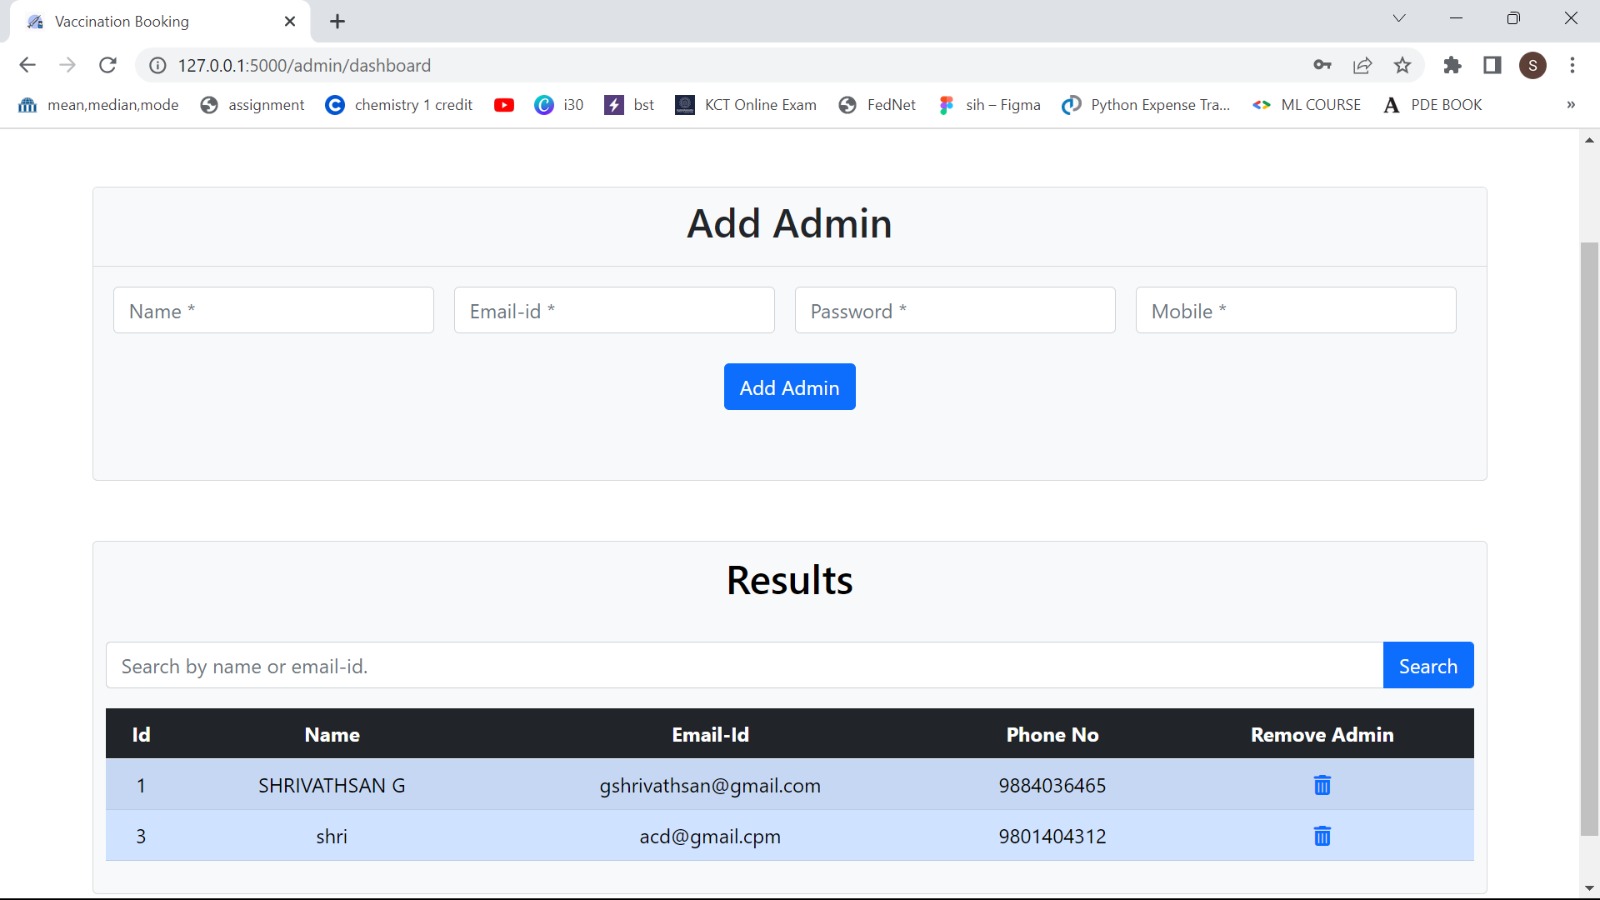 Vaccination Booking
127.0.0.1:5000/admin/dashboard
S
mean,median,mode assignment chemistry 1 credit i30 bst KCT Online Exam FedNet sih – Figma Python Expense Tra... ML COURSE PDE BOOK »
Add Admin
Name * Email-id * Password * Mobile *
Add Admin
Results
Search by name or email-id. Search
Id Name Email-Id Phone No Remove Admin
1 SHRIVATHSAN G gshrivathsan@gmail.com 9884036465
3 shri acd@gmail.cpm 9801404312